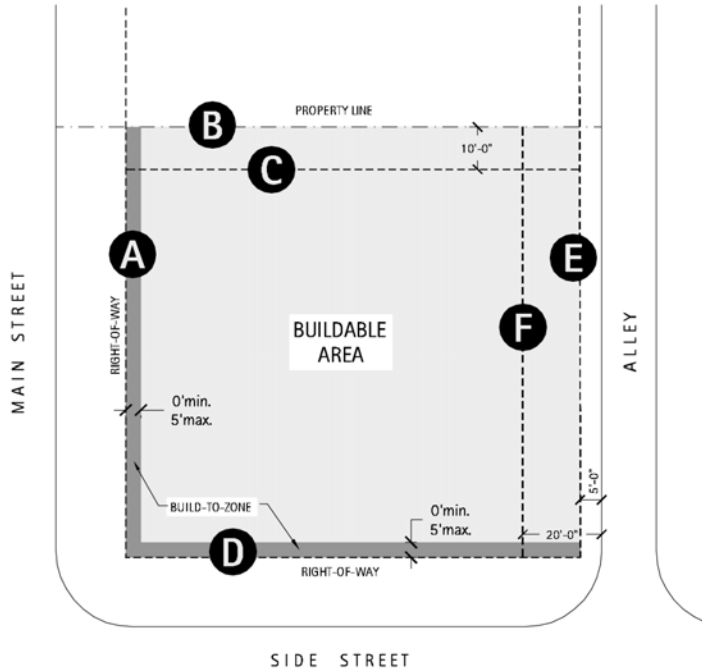 PROPERTY LINE
B
10'-0"
C
A
E
MAIN STREET
RIGHT-OF-WAY
BUILDABLE
AREA
F
ALLEY
0'min.
5'max.
5'-0"
BUILD-TO-ZONE
0'min.
5'max.
20'-0"
D
RIGHT-OF-WAY
SIDE STREET